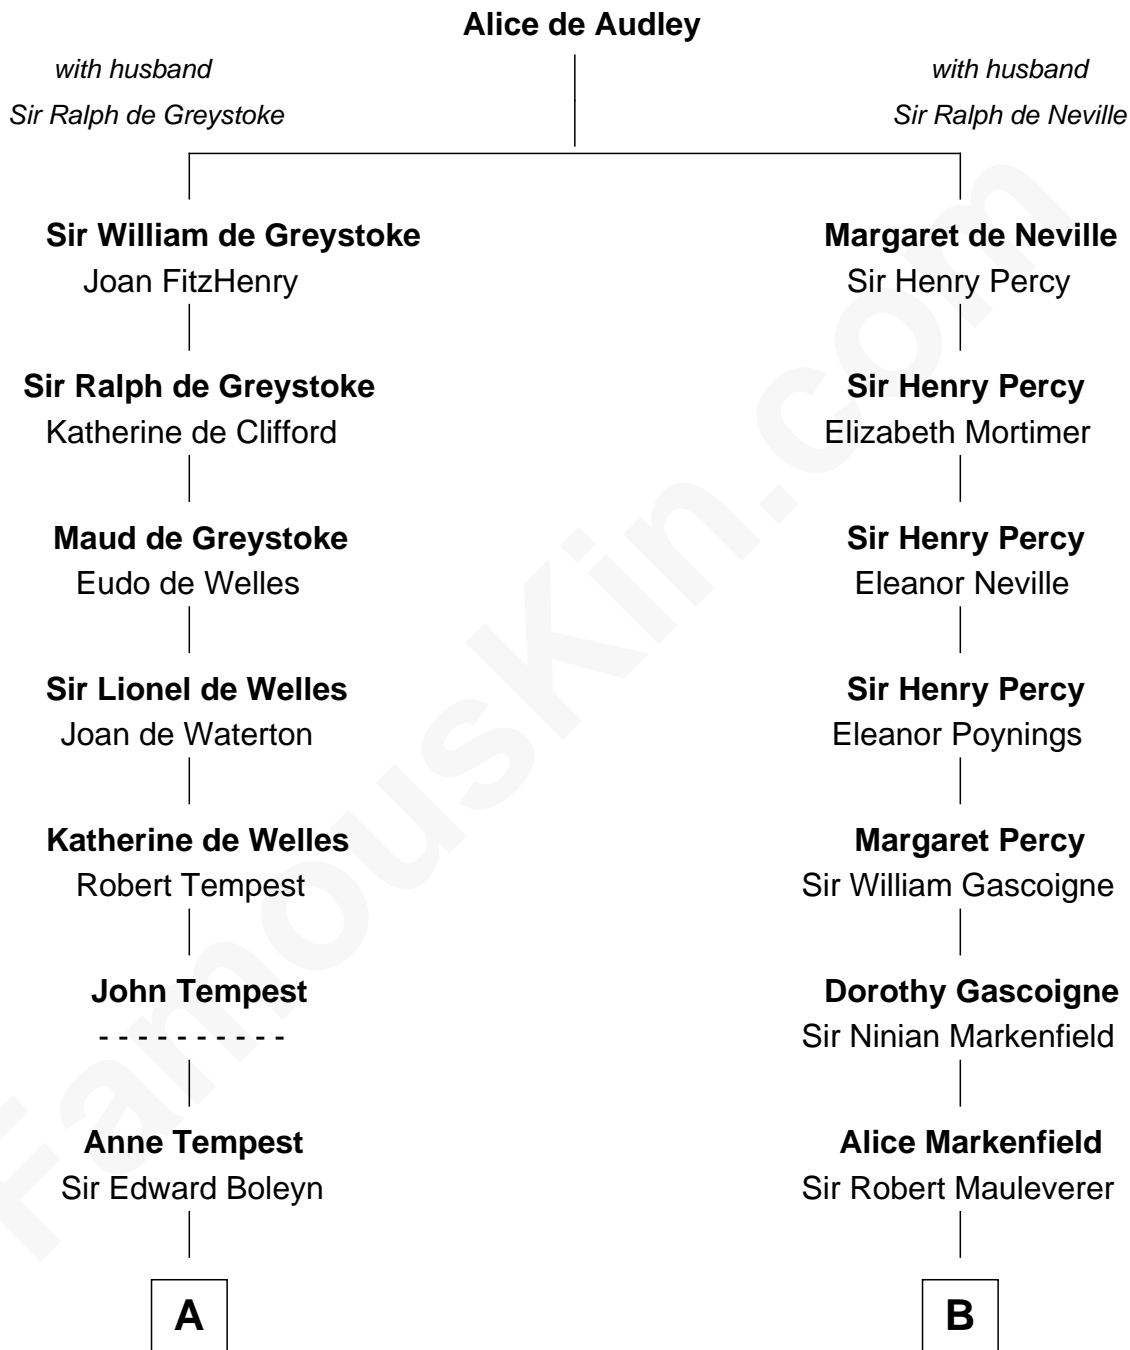 Alice de Audley
with husband
Sir Ralph de Greystoke
with husband
Sir Ralph de Neville
Sir William de Greystoke
Joan FitzHenry
Margaret de Neville
Sir Henry Percy
Sir Ralph de Greystoke
Katherine de Clifford
Sir Henry Percy
Elizabeth Mortimer
Maud de Greystoke
Eudo de Welles
Sir Henry Percy
Eleanor Neville
Sir Lionel de Welles
Joan de Waterton
Sir Henry Percy
Eleanor Poynings
Katherine de Welles
Robert Tempest
Margaret Percy
Sir William Gascoigne
John Tempest
- - - - - - - - - -
Dorothy Gascoigne
Sir Ninian Markenfield
Anne Tempest
Sir Edward Boleyn
Alice Markenfield
Sir Robert Mauleverer
A
B
FamousKin.com